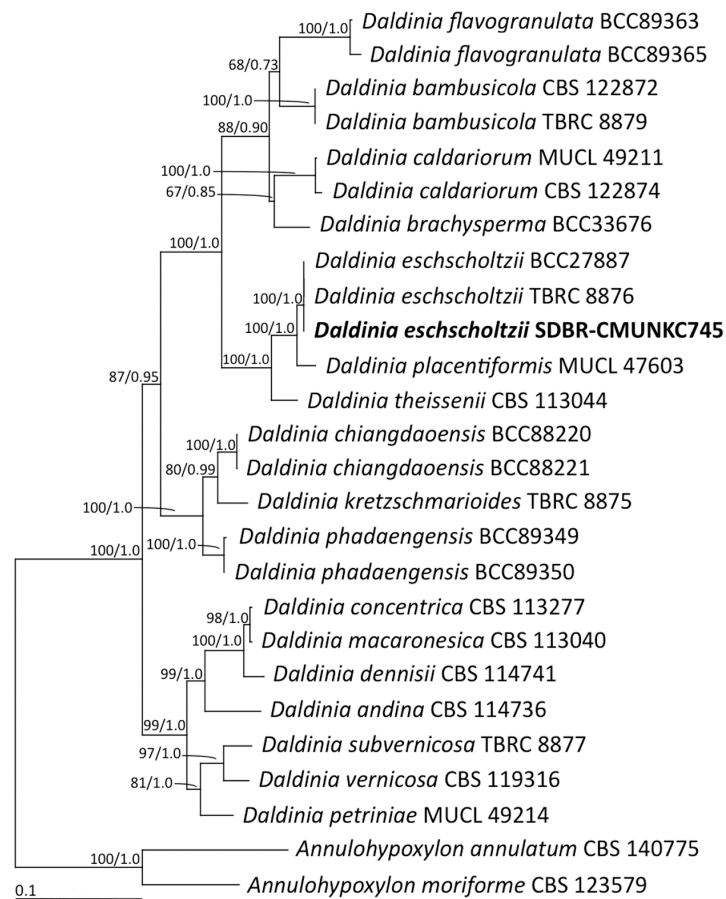 Daldinia flavogranulata BCC89363
100/1.0
Daldinia flavogranulata BCC89365
68/0.73
Daldinia bambusicola CBS 122872
100/1.0
Daldinia bambusicola TBRC 8879
88/0.90
Daldinia caldariorum MUCL 49211
100/1.0
Daldinia caldariorum CBS 122874
67/0.85
Daldinia brachysperma BCC33676
100/1.0
Daldinia eschscholtzii BCC27887
Daldinia eschscholtzii TBRC 8876
100/1.0
Daldinia eschscholtzii SDBR-CMUNKC745
100/1.0
Daldinia placentiformis MUCL 47603
100/1.0
87/0.95
Daldinia theissenii CBS 113044
Daldinia chiangdaoensis BCC88220
100/1.0
Daldinia chiangdaoensis BCC88221
80/0.99
Daldinia kretzschmarioides TBRC 8875
100/1.0
Daldinia phadaengensis BCC89349
100/1.0
100/1.0
Daldinia phadaengensis BCC89350
Daldinia concentrica CBS 113277
98/1.0
Daldinia macaronesica CBS 113040
100/1.0
Daldinia dennisii CBS 114741
99/1.0
Daldinia andina CBS 114736
99/1.0
Daldinia subvernicosa TBRC 8877
97/1.0
Daldinia vernicosa CBS 119316
81/1.0
Daldinia petriniae MUCL 49214
Annulohypoxylon annulatum CBS 140775
100/1.0
Annulohypoxylon moriforme CBS 123579
0.1